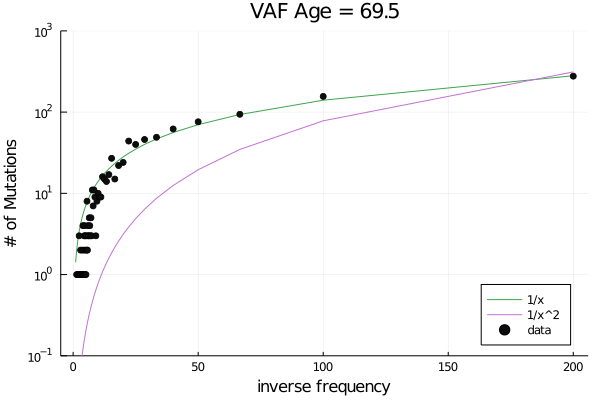 VAF Age = 69.5
# of Mutations
10^3
10^2
10^1
10^0
10^-1
0
50
100
150
200
inverse frequency
1/x
1/x^2
data